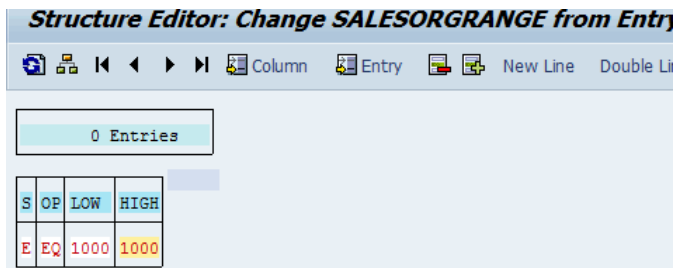 Structure Editor: Change SALESORGRANGE from Entry
Column Entry New Line Double Li
0 Entries
S OP LOW HIGH
E EQ 1000 1000